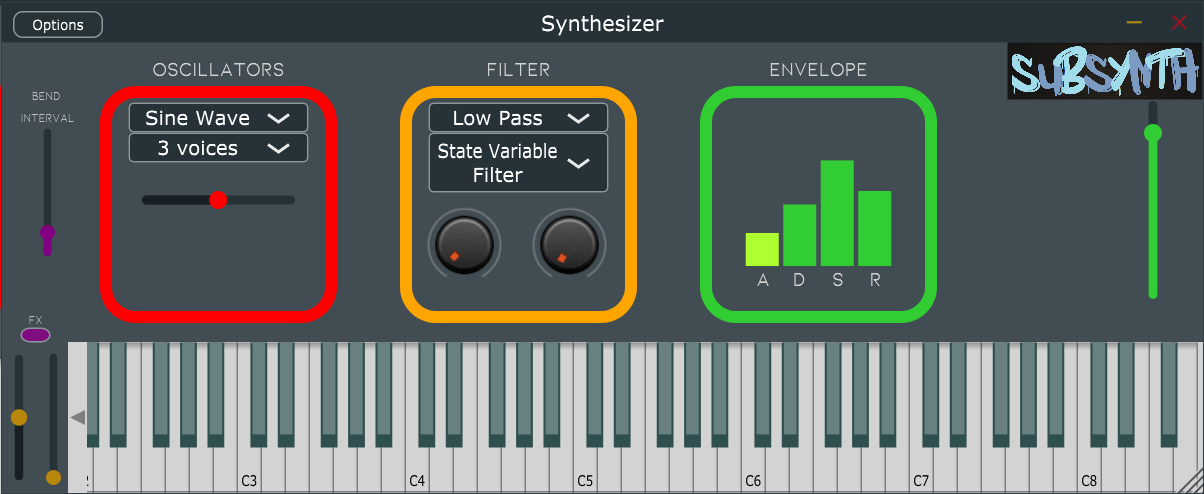 Options
Synthesizer
SuBSYNTH
OSCILLATORS
FILTER
ENVELOPE
BEND
INTERVAL
Sine Wave
3 voices
Low Pass
State Variable
Filter
A D S R
FX
C3 C4 C5 C6 C7 C8